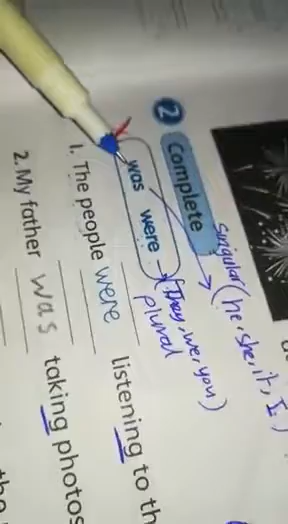 2 Complete
was were
Singular (he, she, it, I)
(they, we, you)
plural
1. The people were listening to th
2. My father was taking photos
the